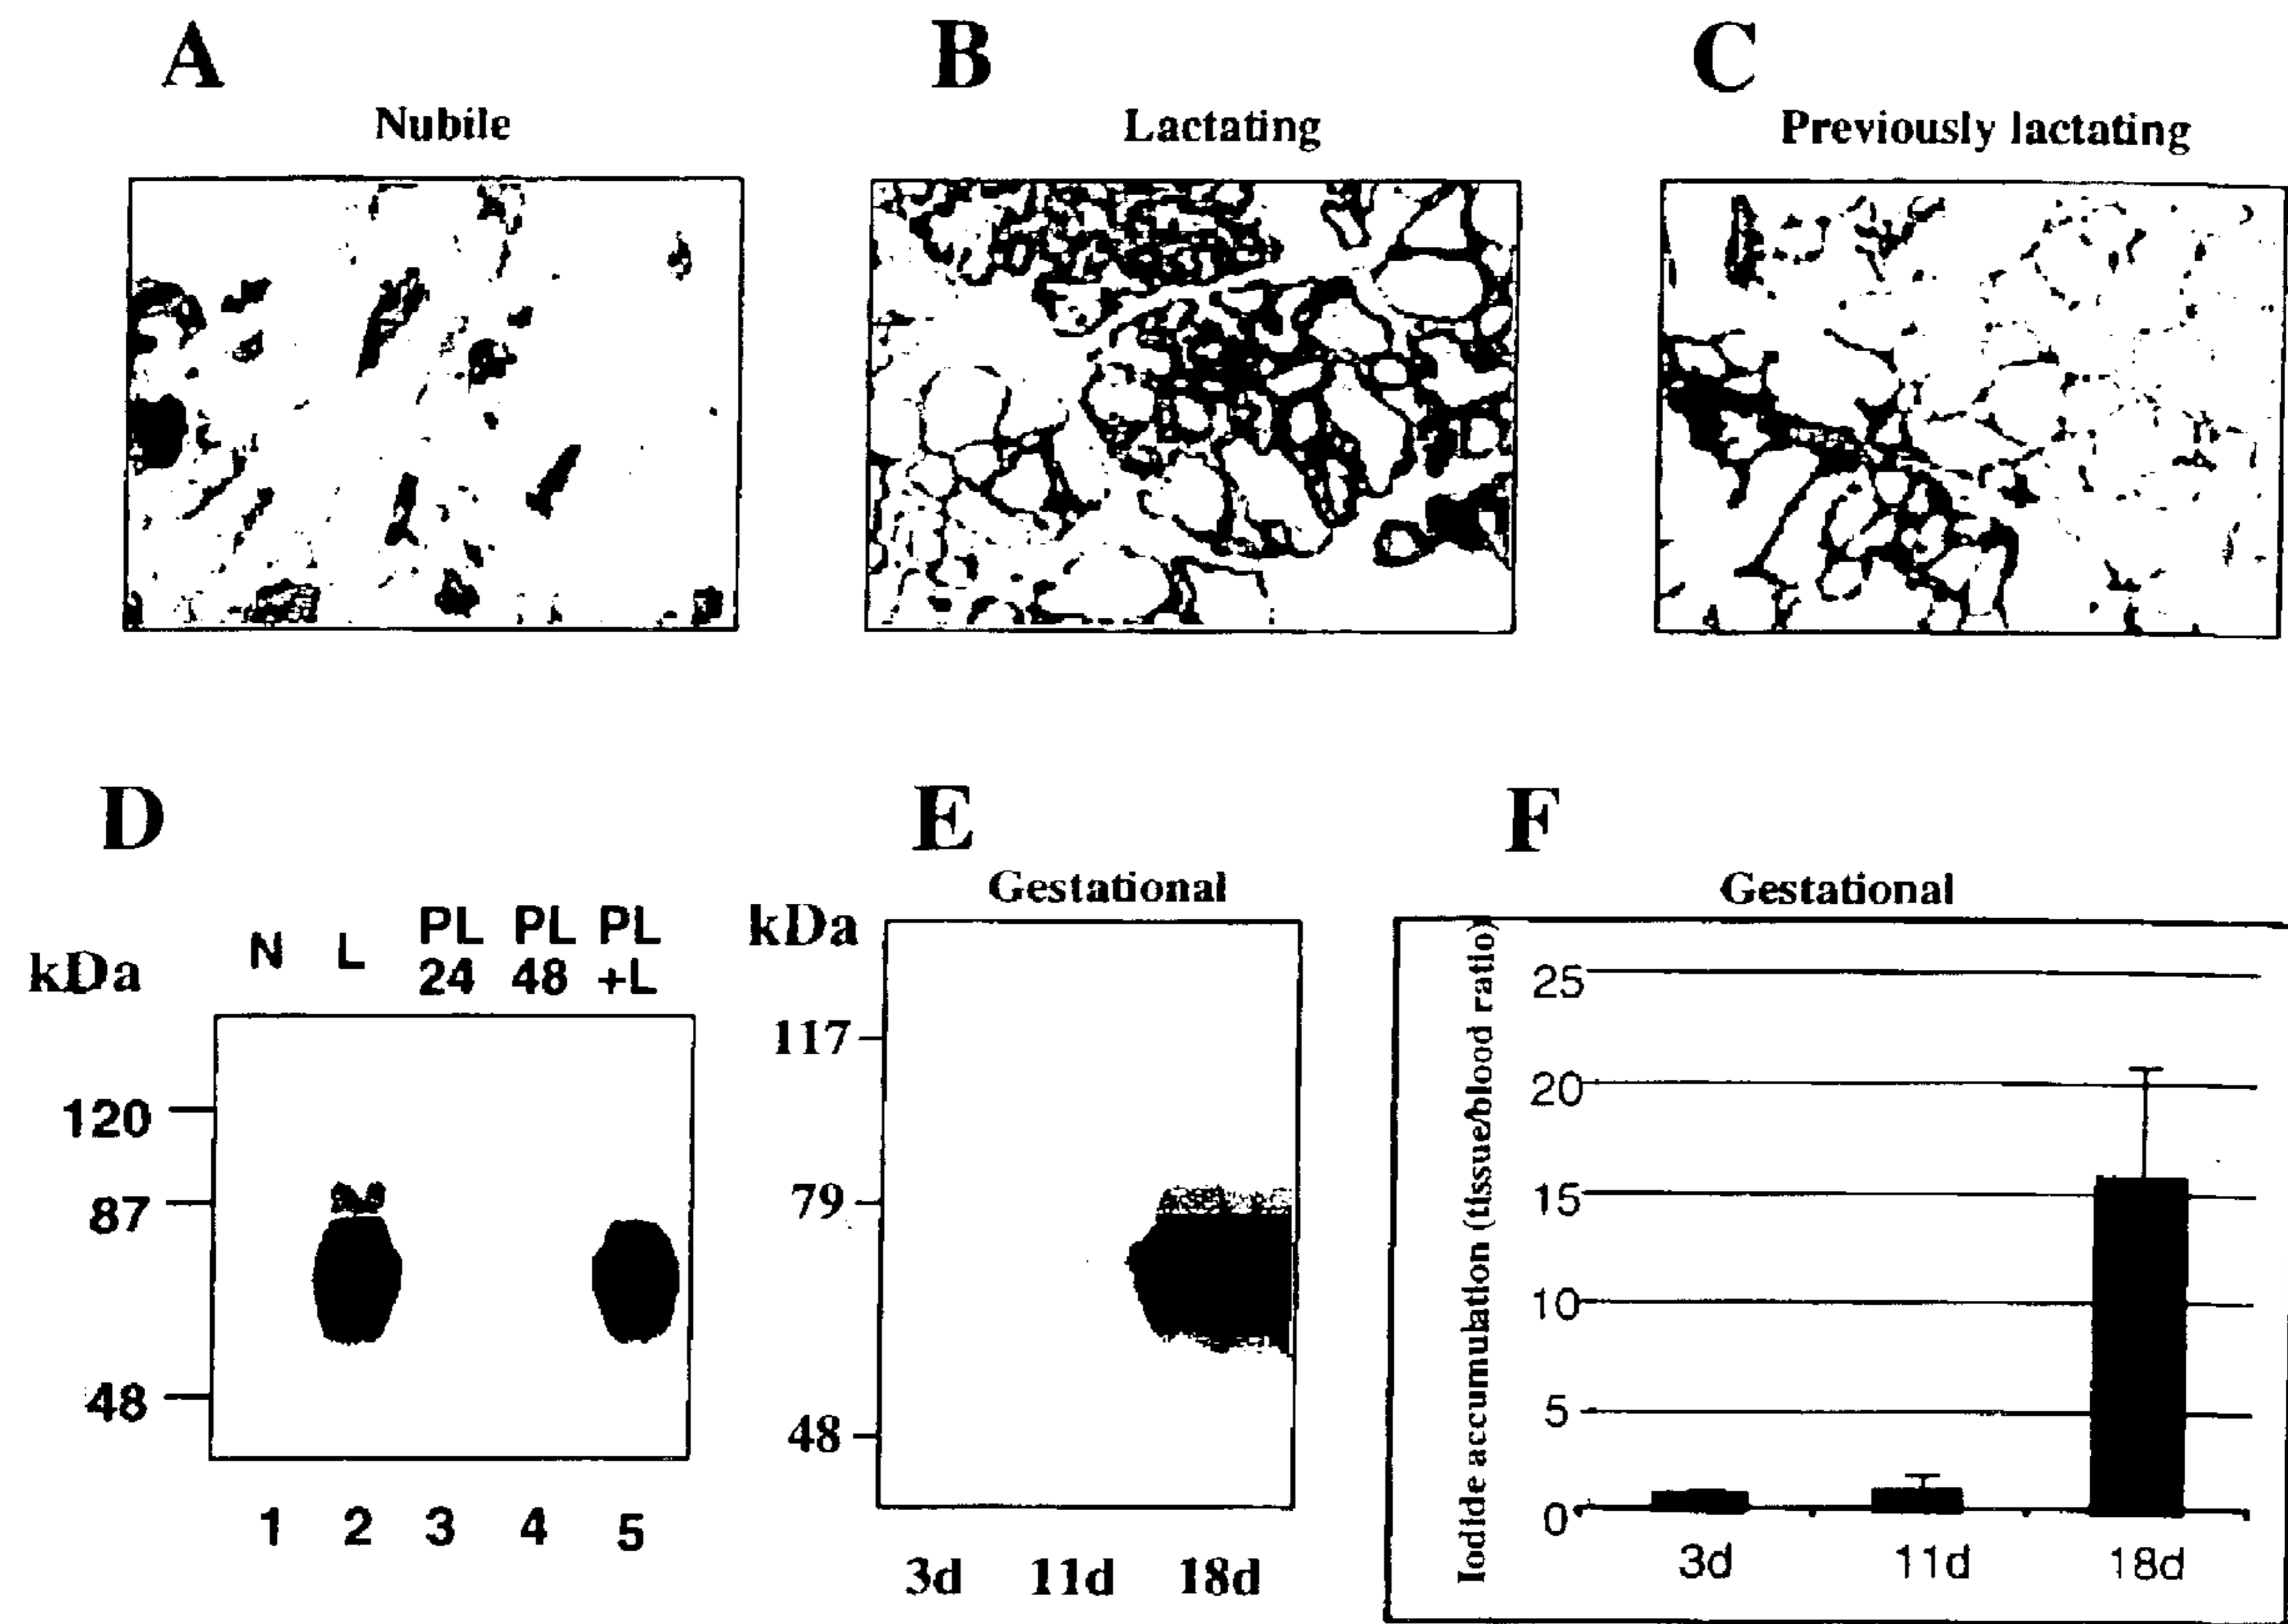 A
B
C
Nubile
Lactating
Previously lactating
D
E
F
Gestational
Gestational
kDa
N L PL PL PL
24 48 +L
120
87
48
1 2 3 4 5
kDa
117
79
48
3d 11d 18d
Iodide accumulation (tissue/blood ratio)
25
20
15
10
5
0
3d 11d 18d